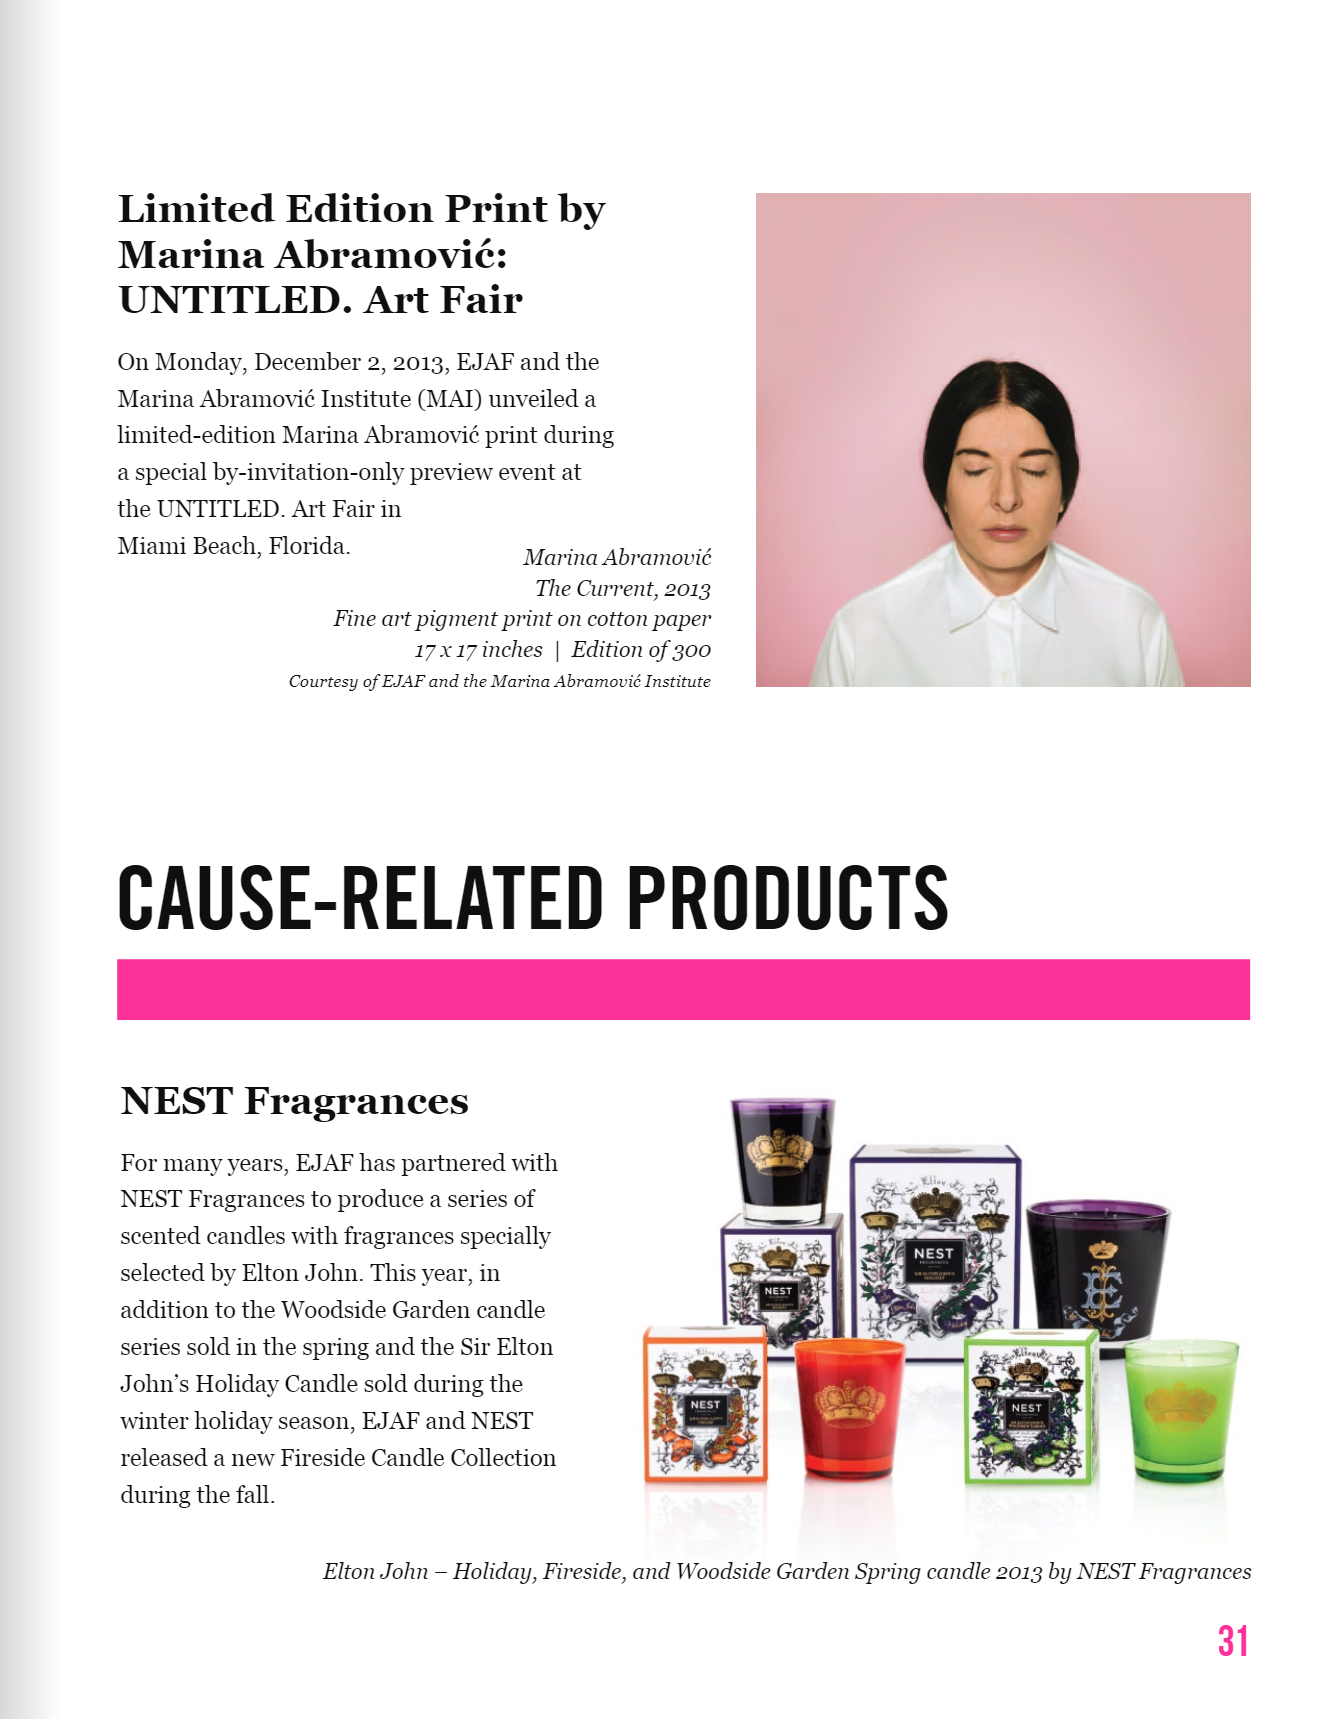 Limited Edition Print by
Marina Abramović:
UNTITLED. Art Fair
On Monday, December 2, 2013, EJAF and the
Marina Abramović Institute (MAI) unveiled a
limited-edition Marina Abramović print during
a special by-invitation-only preview event at
the UNTITLED. Art Fair in
Miami Beach, Florida.
Marina Abramović
The Current, 2013
Fine art pigment print on cotton paper
17 x 17 inches | Edition of 300
Courtesy of EJAF and the Marina Abramović Institute
CAUSE-RELATED PRODUCTS
NEST Fragrances
For many years, EJAF has partnered with
NEST Fragrances to produce a series of
scented candles with fragrances specially
selected by Elton John. This year, in
addition to the Woodside Garden candle
series sold in the spring and the Sir Elton
John's Holiday Candle sold during the
winter holiday season, EJAF and NEST
released a new Fireside Candle Collection
during the fall.
Sir Elton John
NEST
FRAGRANCES
NEST
NEST
NEST
Elton John – Holiday, Fireside, and Woodside Garden Spring candle 2013 by NEST Fragrances
31